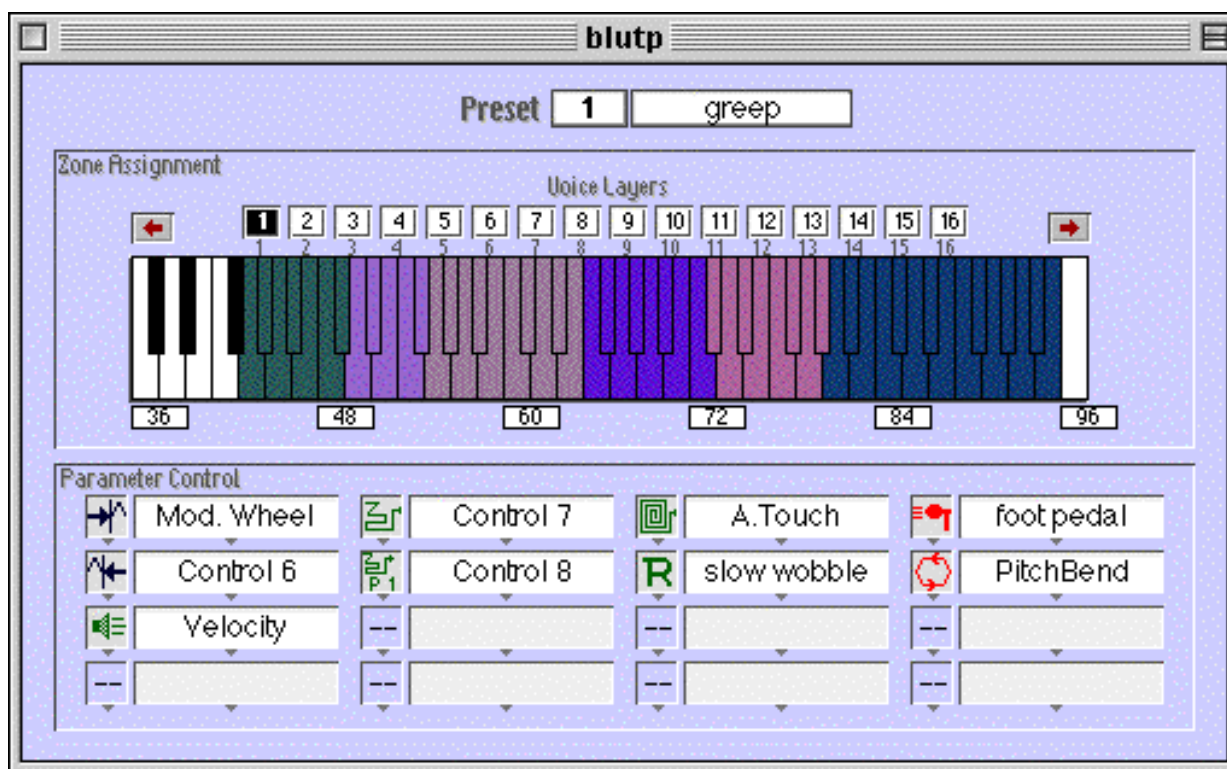 blutp
Preset 1 greep
Zone Assignment
Voice Layers
1 2 3 4 5 6 7 8 9 10 11 12 13 14 15 16
1 2 3 4 5 6 7 8 9 10 11 12 13 14 15 16
36 48 60 72 84 96
Parameter Control
Mod. Wheel Control 7 A.Touch foot pedal
Control 6 P 1 Control 8 R slow wobble PitchBend
Velocity -- -- --
-- -- -- --